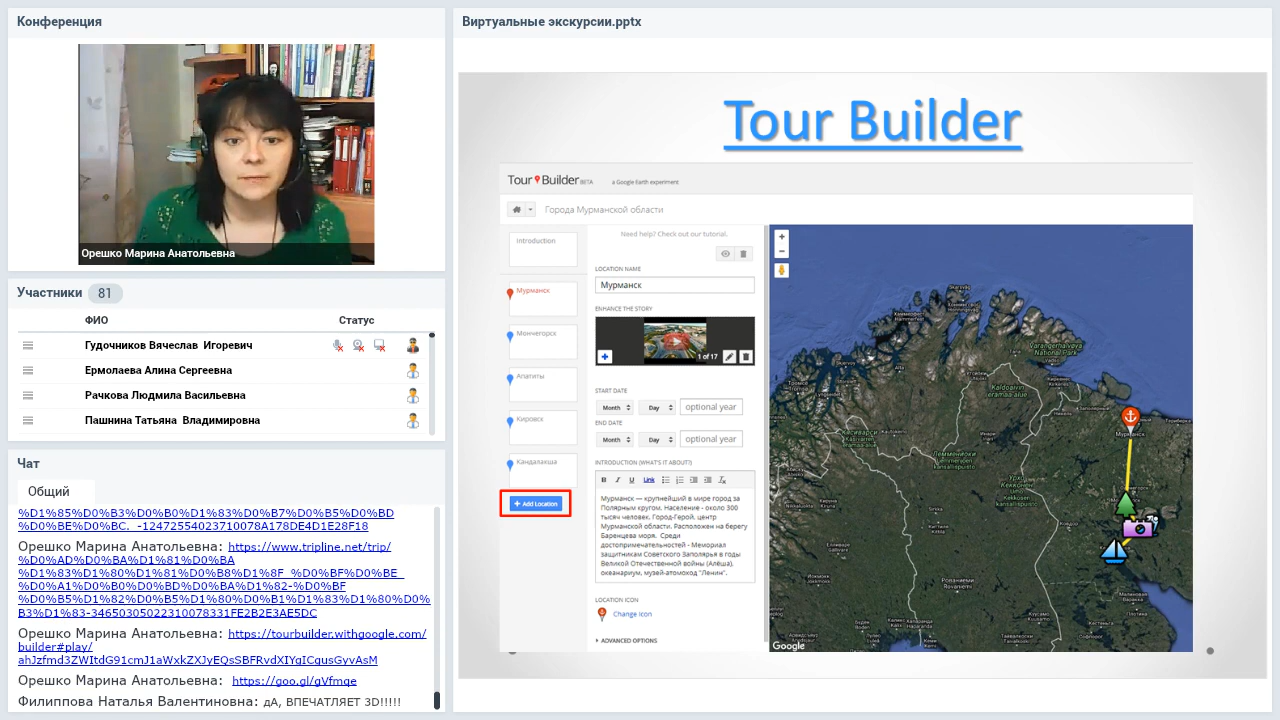 Конференция
Орешко Марина Анатольевна
Участники 81
ФИО Статус
Гудочников Вячеслав Игоревич
Ермолаева Алина Сергеевна
Рачкова Людмила Васильевна
Пашнина Татьяна Владимировна
Чат
Общий
%D1%85%D0%B3%D0%B0%D1%83%D0%B7%D0%B5%D0%BD
%D0%BE%D0%BC._-12472554023710078A178DE4D1E28F18
Орешко Марина Анатольевна: https://www.tripline.net/trip/
%D0%AD%D0%BA%D1%81%D0%BA
%D1%83%D1%80%D1%81%D0%B8%D1%8F_%D0%BF%D0%BE_
%D0%A1%D0%B0%D0%BD%D0%BA%D1%82-%D0%BF
%D0%B5%D1%82%D0%B5%D1%80%D0%B1%D1%83%D1%80%D0%
B3%D1%83-34650305022310078331FE2B2E3AE5DC
Орешко Марина Анатольевна: https://tourbuilder.withgoogle.com/
builder#play/
ahJzfmd3ZWItdG91cmJ1aWxkZXJyEQsSBFRvdXIYgICgusGyvAsM
Орешко Марина Анатольевна: https://goo.gl/gVfmqe
Филиппова Наталья Валентиновна: дА, ВПЕЧАТЛЯЕТ 3D!!!!!
Виртуальные экскурсии.pptx
Tour Builder
Tour Builder BETA a Google Earth experiment
Города Мурманской области
Introduction
Мурманск
Мончегорск
Апатиты
Кировск
Кандалакша
+ Add Location
Need help? Check out our tutorial.
LOCATION NAME
Мурманск
ENHANCE THE STORY
1 of 17
START DATE
Month Day optional year
END DATE
Month Day optional year
INTRODUCTION (WHAT'S IT ABOUT?)
B I U Link
Мурманск — крупнейший в мире город за
Полярным кругом. Население - около 300
тысяч человек, Город-Герой, центр
Мурманской области. Расположен на берегу
Баренцева моря. Среди
достопримечательностей - Мемориал
защитникам Советского Заполярья в годы
Великой Отечественной войны (Алёша),
океанариум, музей-атомоход "Ленин".
LOCATION ICON
Change icon
ADVANCED OPTIONS
Varangerhalvøya
National Park
Мурманск
Google